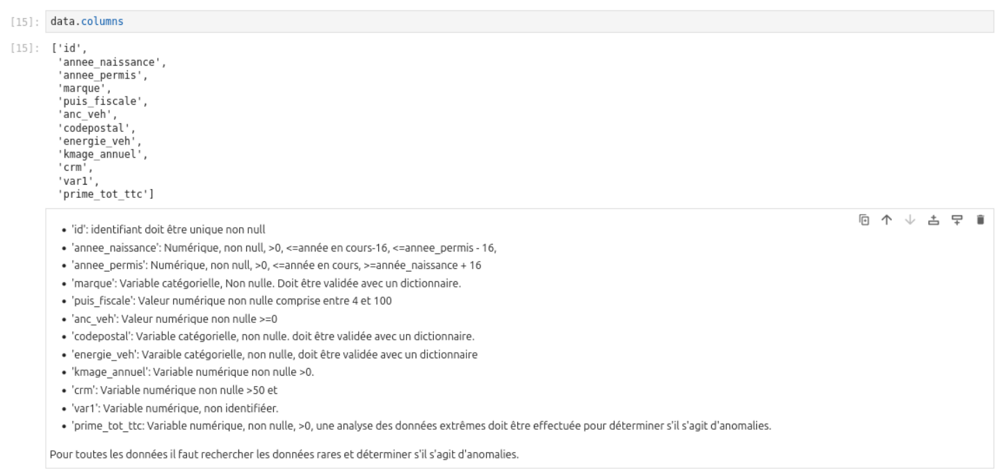 [15]: data.columns
[15]: ['id',
'annee_naissance',
'annee_permis',
'marque',
'puis_fiscale',
'anc_veh',
'codepostal',
'energie_veh',
'kmage_annuel',
'crm',
'var1',
'prime_tot_ttc']
• 'id': identifiant doit être unique non null
• 'annee_naissance': Numérique, non null, >0, <=année en cours-16, <=annee_permis - 16,
• 'annee_permis': Numérique, non null, >0, <=année en cours, >=année_naissance + 16
• 'marque': Variable catégorielle, Non nulle. Doit être validée avec un dictionnaire.
• 'puis_fiscale': Valeur numérique non nulle comprise entre 4 et 100
• 'anc_veh': Valeur numérique non nulle >=0
• 'codepostal': Variable catégorielle, non nulle. doit être validée avec un dictionnaire.
• 'energie_veh': Varaible catégorielle, non nulle, doit être validée avec un dictionnaire
• 'kmage_annuel': Variable numérique non nulle >0.
• 'crm': Variable numérique non nulle >50 et
• 'var1': Variable numérique, non identifiéer.
• 'prime_tot_ttc: Variable numérique, non nulle, >0, une analyse des données extrêmes doit être effectuée pour déterminer s'il s'agit d'anomalies.
Pour toutes les données il faut rechercher les données rares et déterminer s'il s'agit d'anomalies.